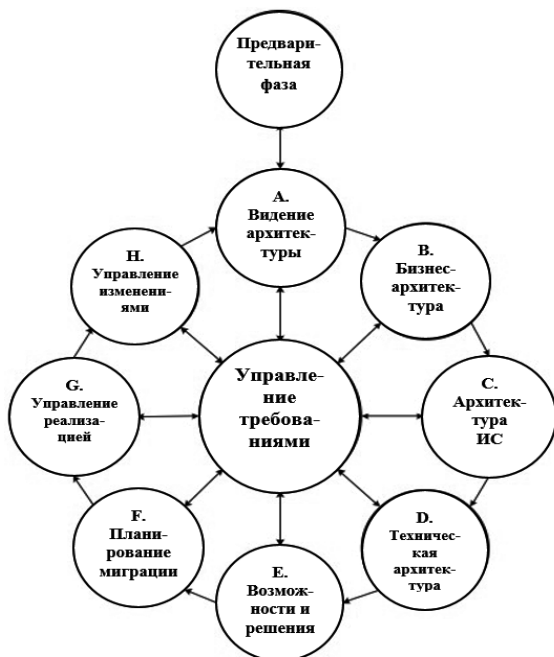 Предвари-
тельная
фаза
A.
Видение
архитек-
туры
B.
Бизнес-
архитек-
тура
C.
Архитек-
тура
ИС
D.
Техничес-
кая
архитек-
тура
E.
Возмож-
ности и
решения
F.
Плани-
рование
миграции
G.
Управление
реализа-
цией
H.
Управление
изменени-
ями
Управле-
ние
требова-
ниями